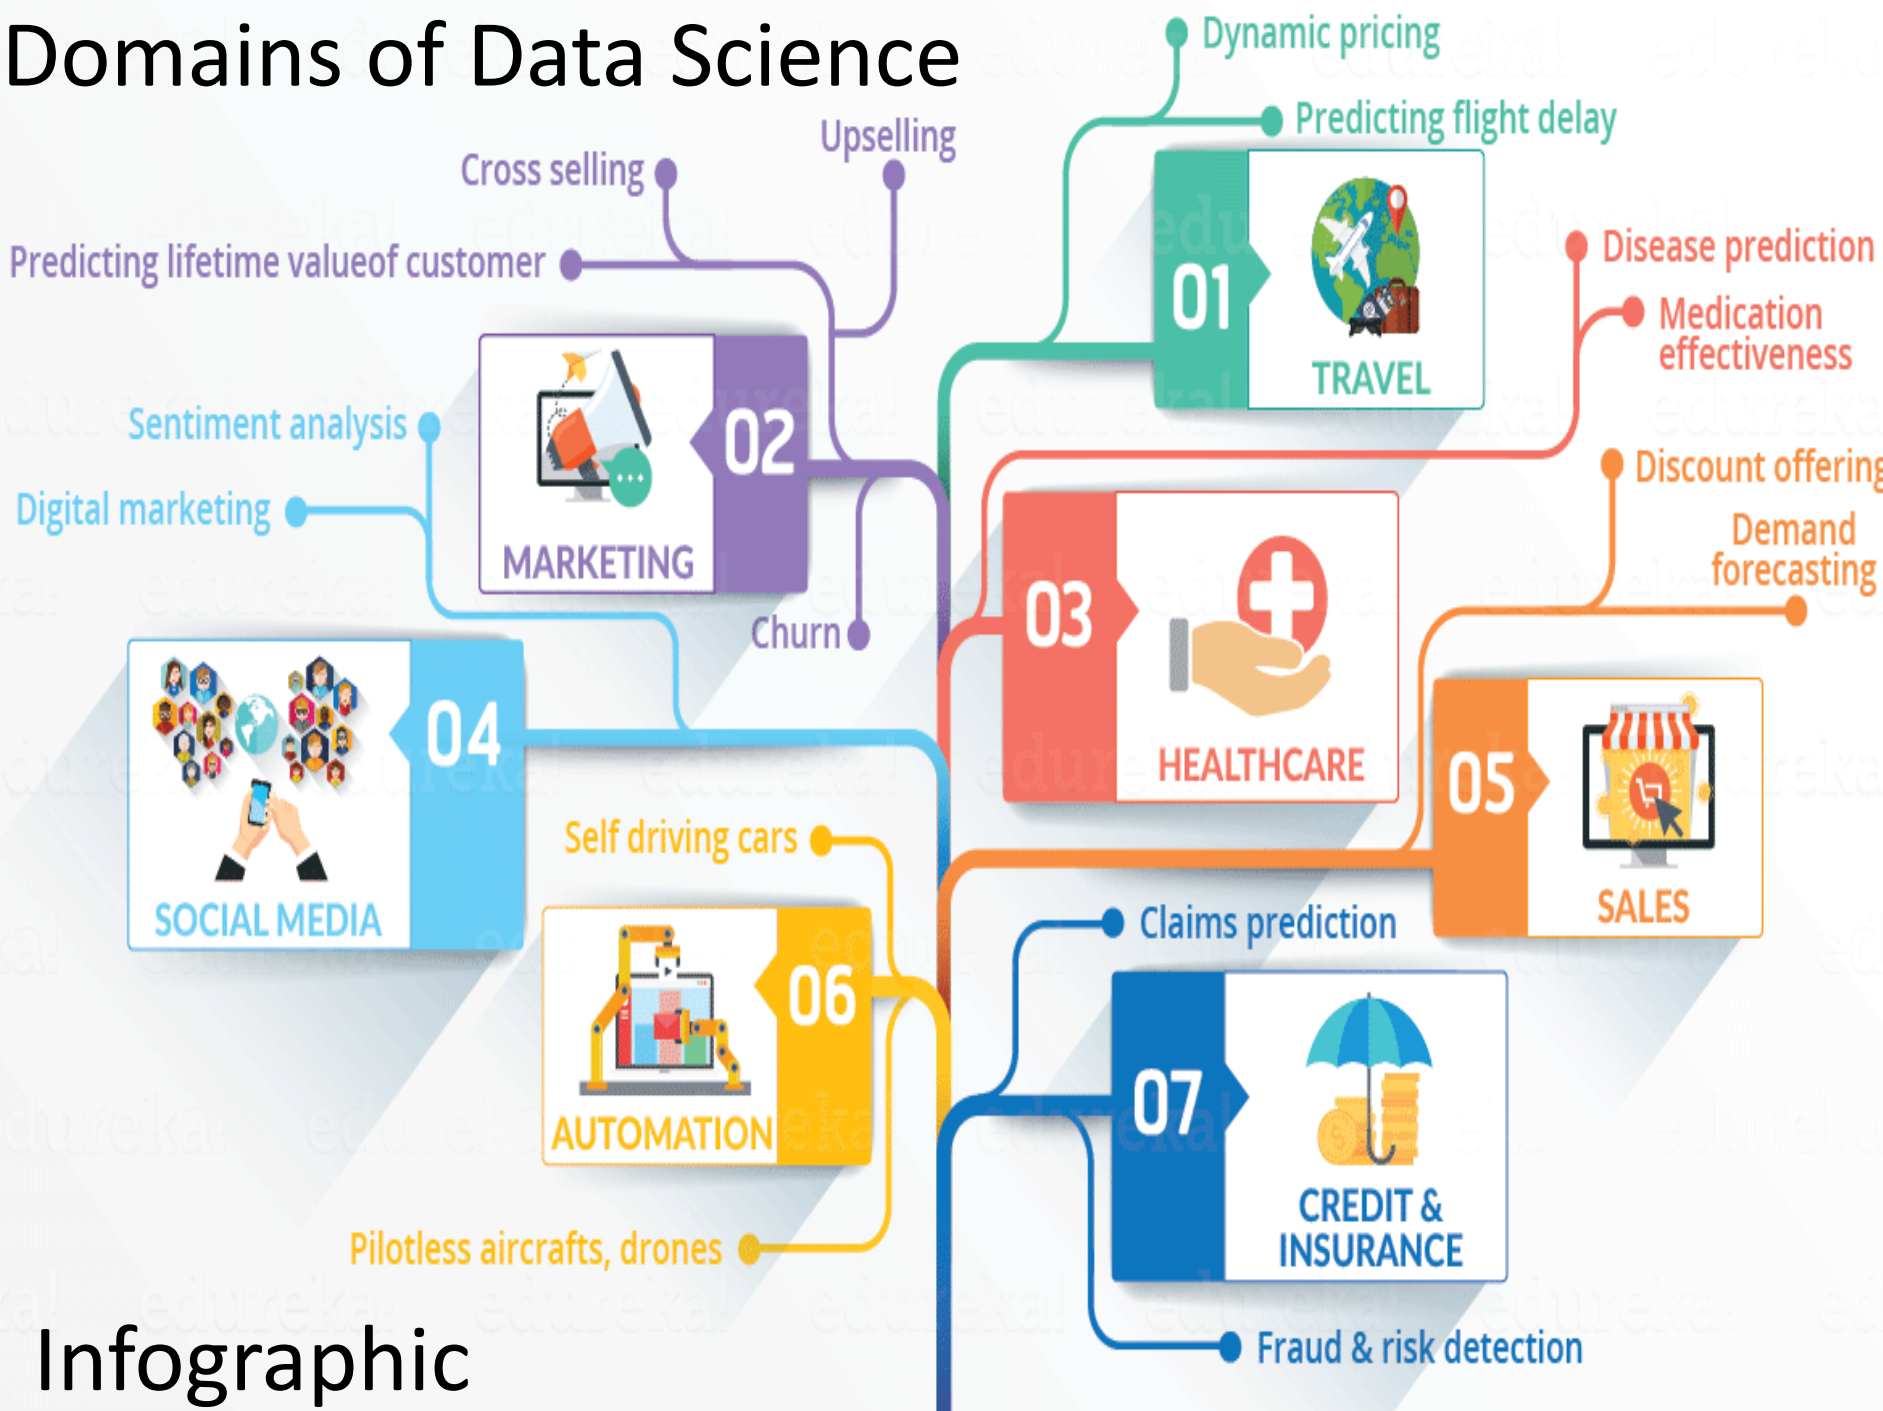 Domains of Data Science
Dynamic pricing
Predicting flight delay
01
TRAVEL
Upselling
Cross selling
Predicting lifetime valueof customer
02
MARKETING
Churn
Disease prediction
Medication
effectiveness
03
HEALTHCARE
Sentiment analysis
Digital marketing
04
SOCIAL MEDIA
Discount offering
Demand
forecasting
05
SALES
Self driving cars
06
AUTOMATION
Pilotless aircrafts, drones
Claims prediction
07
CREDIT &
INSURANCE
Fraud & risk detection
Infographic
edureka!